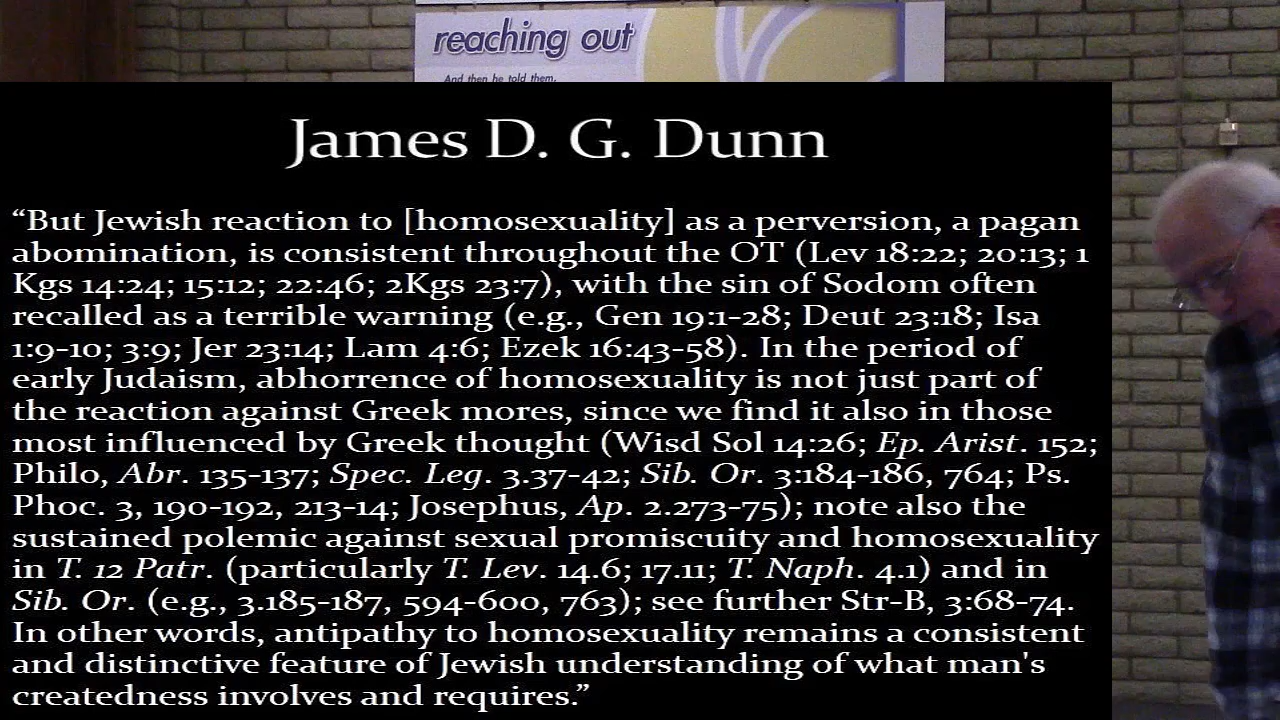 reaching out
And then he told them,
James D. G. Dunn
“But Jewish reaction to [homosexuality] as a perversion, a pagan
abomination, is consistent throughout the OT (Lev 18:22; 20:13; 1
Kgs 14:24; 15:12; 22:46; 2Kgs 23:7), with the sin of Sodom often
recalled as a terrible warning (e.g., Gen 19:1-28; Deut 23:18; Isa
1:9-10; 3:9; Jer 23:14; Lam 4:6; Ezek 16:43-58). In the period of
early Judaism, abhorrence of homosexuality is not just part of
the reaction against Greek mores, since we find it also in those
most influenced by Greek thought (Wisd Sol 14:26; Ep. Arist. 152;
Philo, Abr. 135-137; Spec. Leg. 3.37-42; Sib. Or. 3:184-186, 764; Ps.
Phoc. 3, 190-192, 213-14; Josephus, Ap. 2.273-75); note also the
sustained polemic against sexual promiscuity and homosexuality
in T. 12 Patr. (particularly T. Lev. 14.6; 17.11; T. Naph. 4.1) and in
Sib. Or. (e.g., 3.185-187, 594-600, 763); see further Str-B, 3:68-74.
In other words, antipathy to homosexuality remains a consistent
and distinctive feature of Jewish understanding of what man's
createdness involves and requires.”